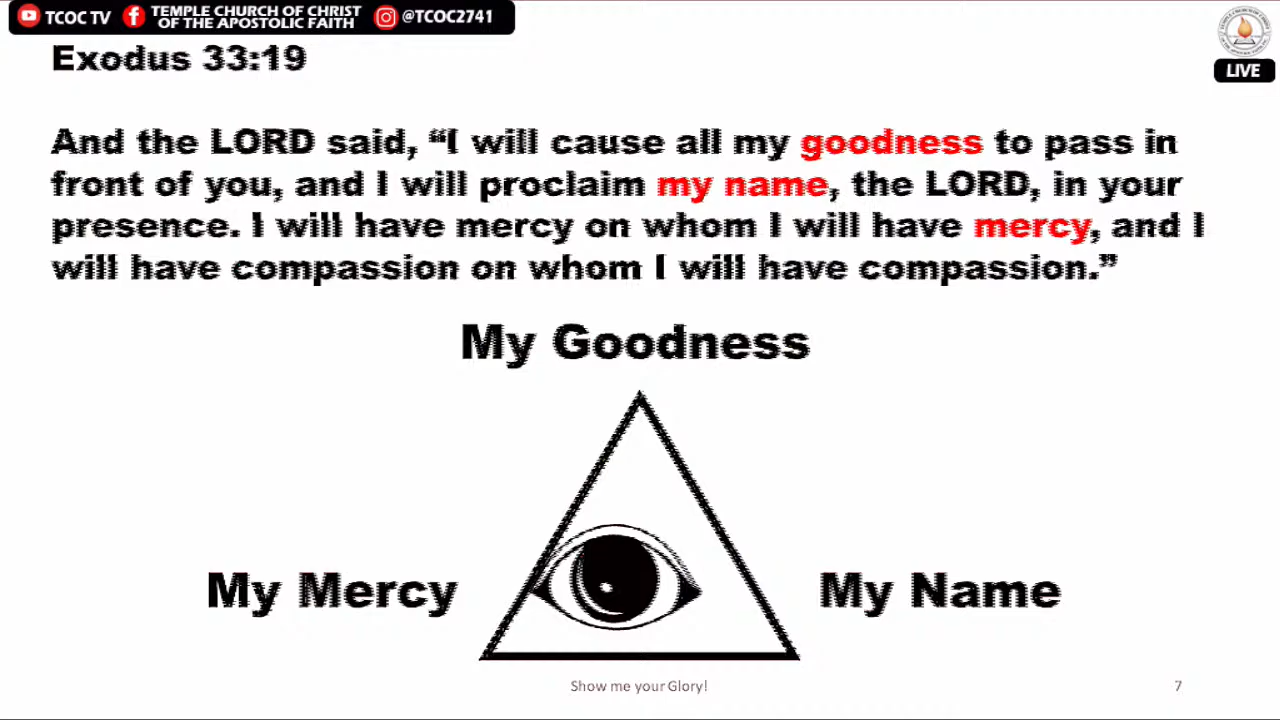 TCOC TV TEMPLE CHURCH OF CHRIST OF THE APOSTOLIC FAITH @TCOC2741
LIVE
Exodus 33:19
And the LORD said, “I will cause all my goodness to pass in
front of you, and I will proclaim my name, the LORD, in your
presence. I will have mercy on whom I will have mercy, and I
will have compassion on whom I will have compassion.”
My Goodness
My Mercy
My Name
Show me your Glory!
7